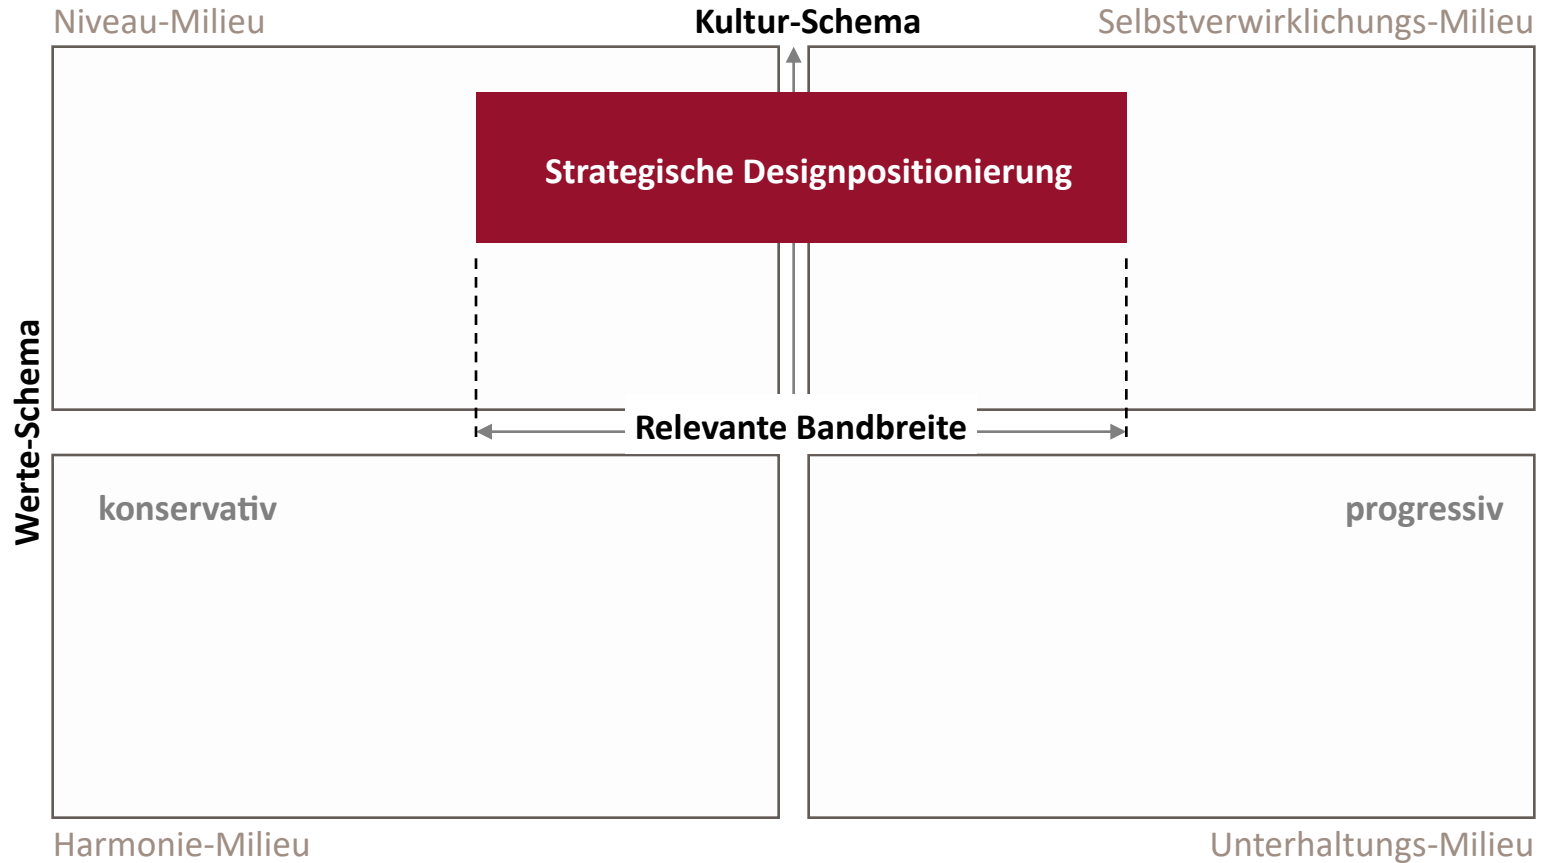 Niveau-Milieu
Kultur-Schema
Selbstverwirklichungs-Milieu
Strategische Designpositionierung
Werte-Schema
Relevante Bandbreite
konservativ
progressiv
Harmonie-Milieu
Unterhaltungs-Milieu